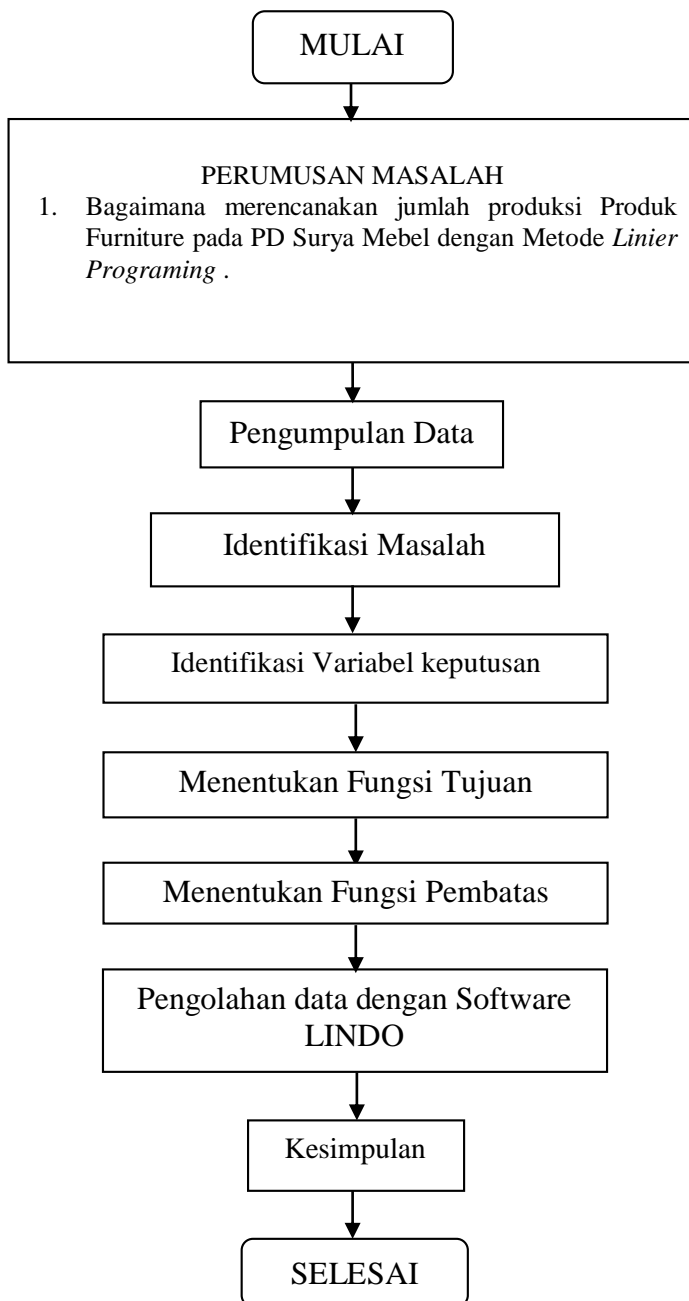 MULAI
PERUMUSAN MASALAH
1. Bagaimana merencanakan jumlah produksi Produk
Furniture pada PD Surya Mebel dengan Metode Linier
Programing .
Pengumpulan Data
Identifikasi Masalah
Identifikasi Variabel keputusan
Menentukan Fungsi Tujuan
Menentukan Fungsi Pembatas
Pengolahan data dengan Software
LINDO
Kesimpulan
SELESAI